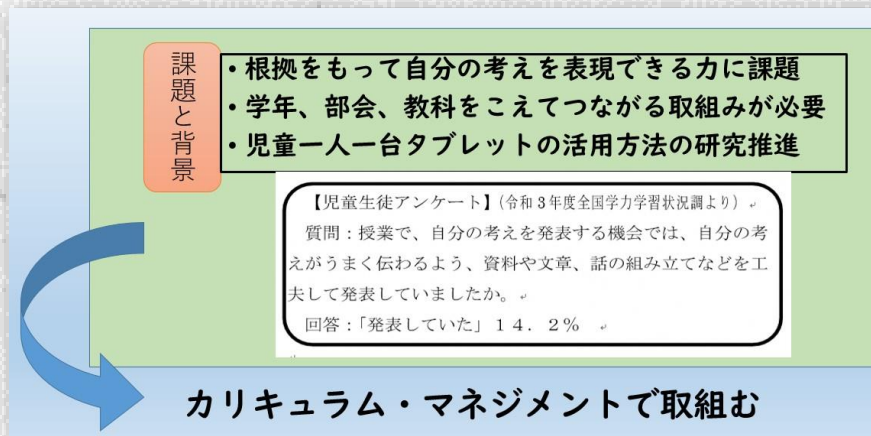 課題と背景
・根拠をもって自分の考えを表現できる力に課題
・学年、部会、教科をこえてつながる取組みが必要
・児童一人一台タブレットの活用方法の研究推進
【児童生徒アンケート】(令和3年度全国学力学習状況調より)
質問:授業で、自分の考えを発表する機会では、自分の考
えがうまく伝わるよう、資料や文章、話の組み立てなどを工
夫して発表していましたか。
回答:「発表していた」14.2%
カリキュラム・マネジメントで取組む